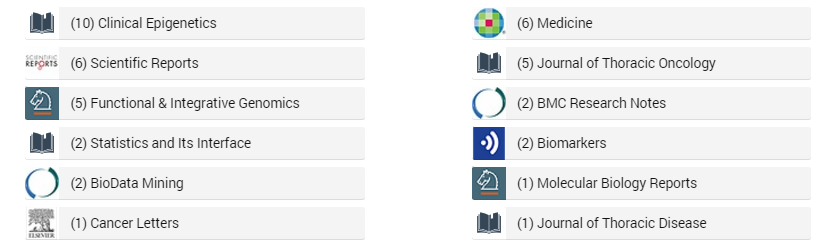 (10) Clinical Epigenetics
(6) Medicine
SCIENTIFIC
REPORTS
(6) Scientific Reports
(5) Journal of Thoracic Oncology
(5) Functional & Integrative Genomics
(2) BMC Research Notes
(2) Statistics and Its Interface
(2) Biomarkers
(2) BioData Mining
(1) Molecular Biology Reports
ELSEVIER
(1) Cancer Letters
(1) Journal of Thoracic Disease